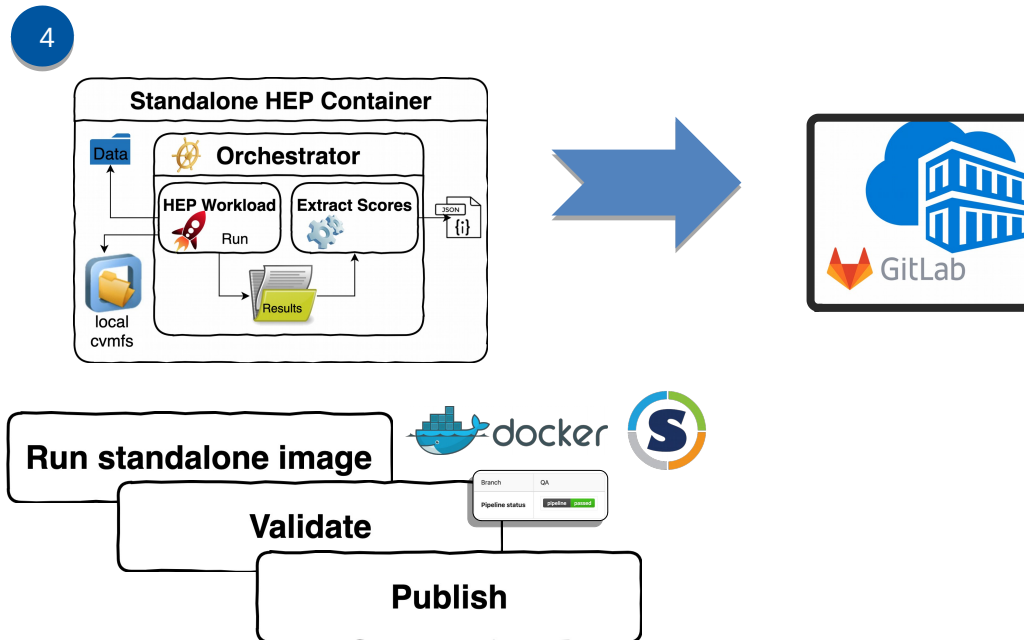 4
Standalone HEP Container
Data
Orchestrator
HEP Workload
Run
Extract Scores
JSON
{i}
Results
local
cvmfs
GitLab
Run standalone image
docker
S
Branch QA
Pipeline status pipeline passed
Validate
Publish